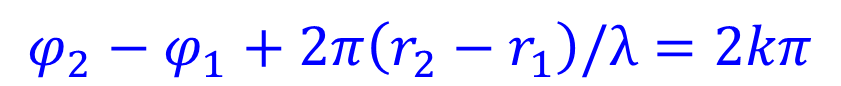 φ₂ − φ₁ + 2π(r₂ − r₁)/λ = 2kπ